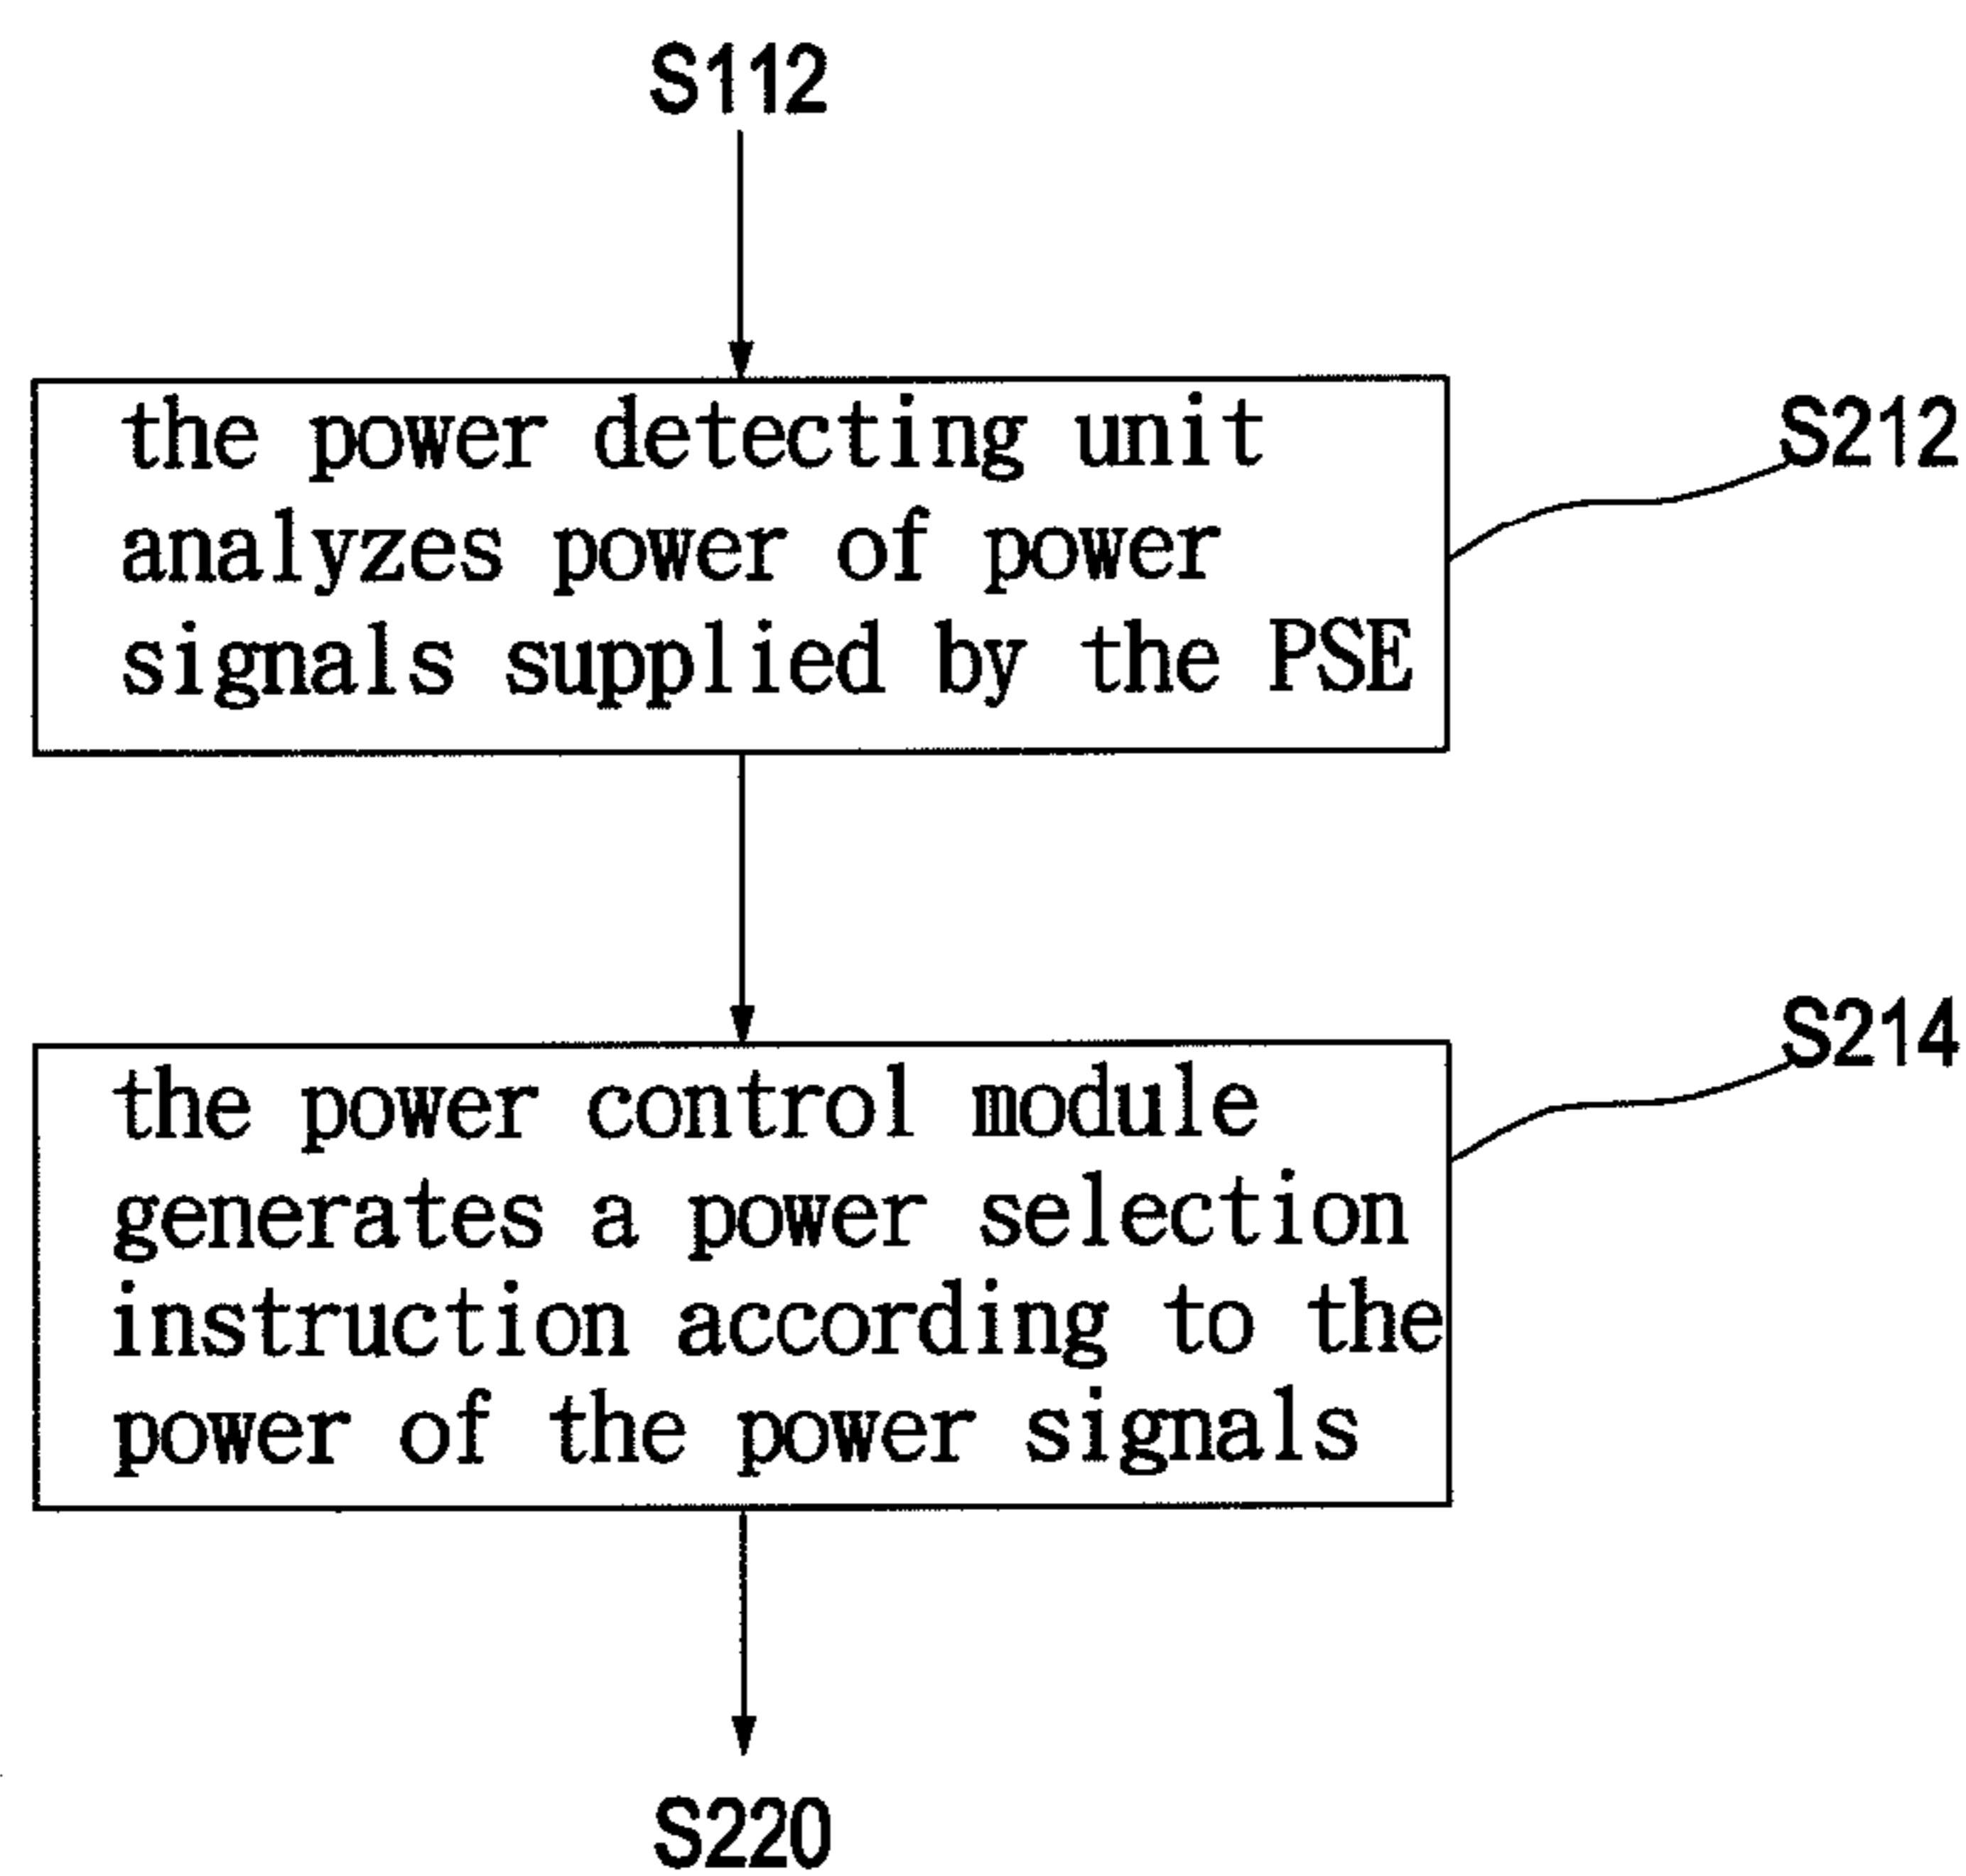 S112
the power detecting unit
analyzes power of power
signals supplied by the PSE
S212
the power control module
generates a power selection
instruction according to the
power of the power signals
S214
S220